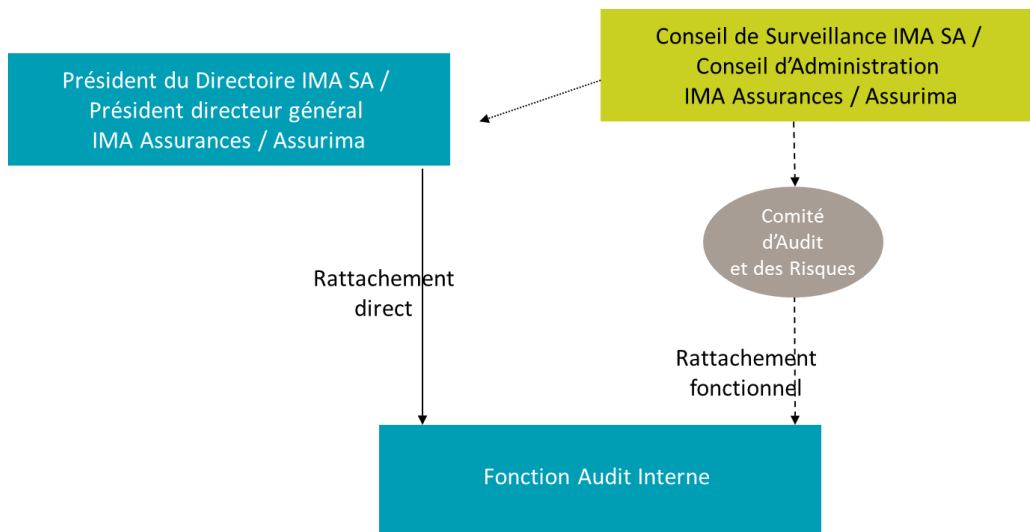 Président du Directoire IMA SA /
Président directeur général
IMA Assurances / Assurima
Conseil de Surveillance IMA SA /
Conseil d’Administration
IMA Assurances / Assurima
Comité
d’Audit
et des Risques
Rattachement
direct
Rattachement
fonctionnel
Fonction Audit Interne